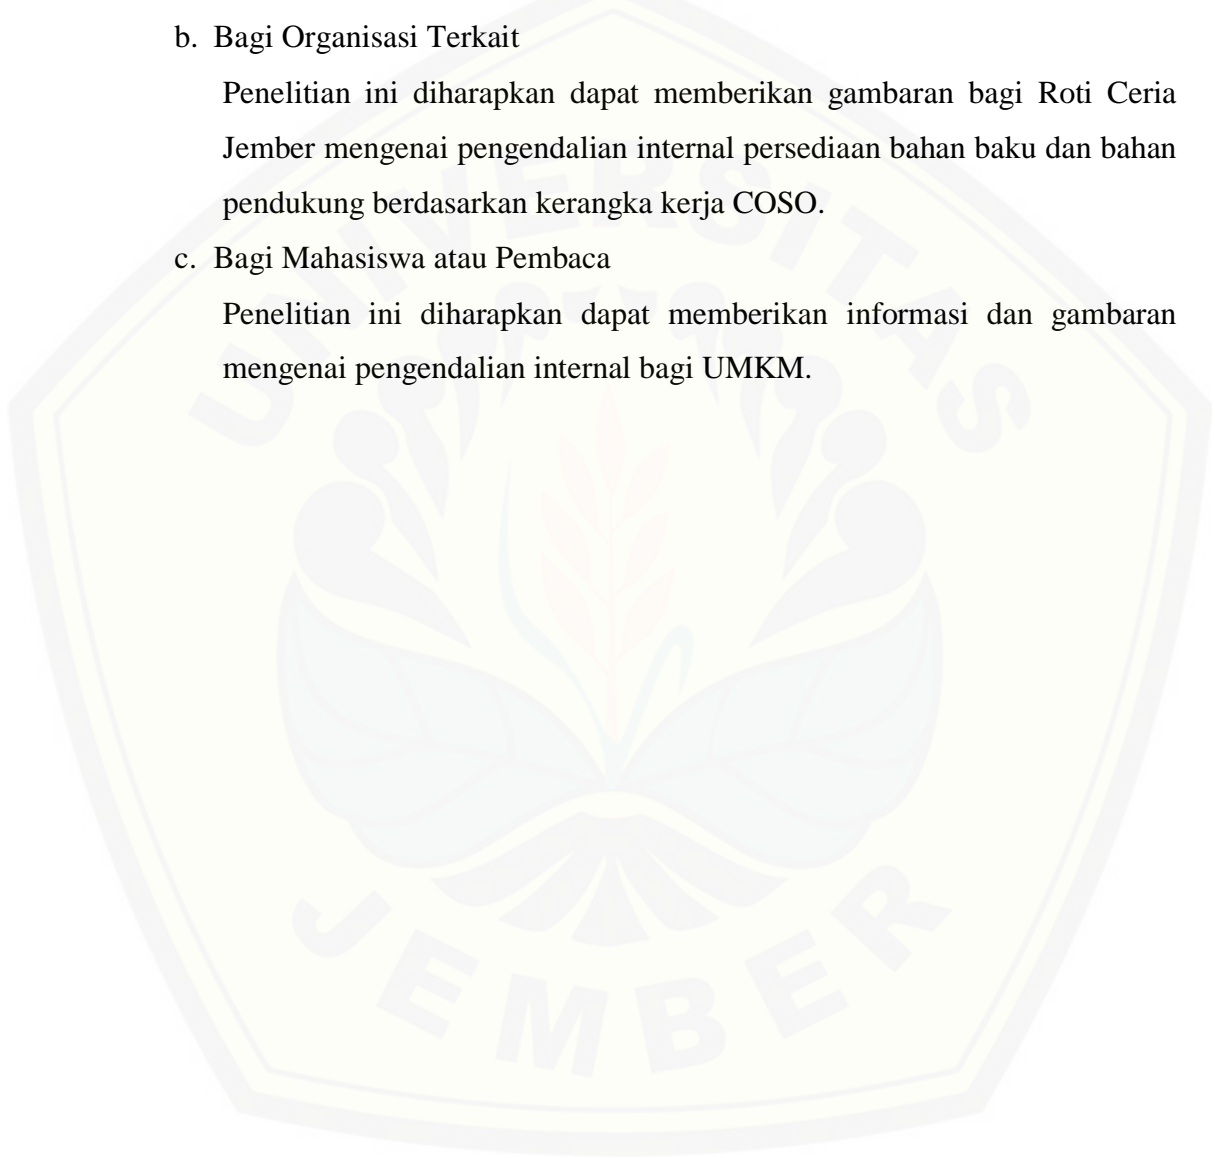 b. Bagi Organisasi Terkait
Penelitian ini diharapkan dapat memberikan gambaran bagi Roti Ceria
Jember mengenai pengendalian internal persediaan bahan baku dan bahan
pendukung berdasarkan kerangka kerja COSO.
c. Bagi Mahasiswa atau Pembaca
Penelitian ini diharapkan dapat memberikan informasi dan gambaran
mengenai pengendalian internal bagi UMKM.
UNIVERSITAS
JEMBER